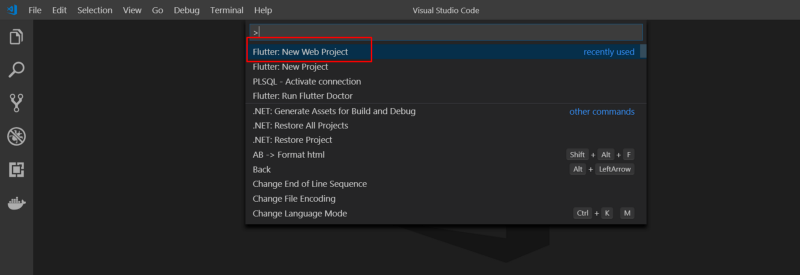 File Edit Selection View Go Debug Terminal Help Visual Studio Code
>
Flutter: New Web Project recently used
Flutter: New Project
PLSQL - Activate connection
Flutter: Run Flutter Doctor
.NET: Generate Assets for Build and Debug other commands
.NET: Restore All Projects
.NET: Restore Project
AB -> Format html Shift + Alt + F
Back Alt + LeftArrow
Change End of Line Sequence
Change File Encoding
Change Language Mode Ctrl + K M